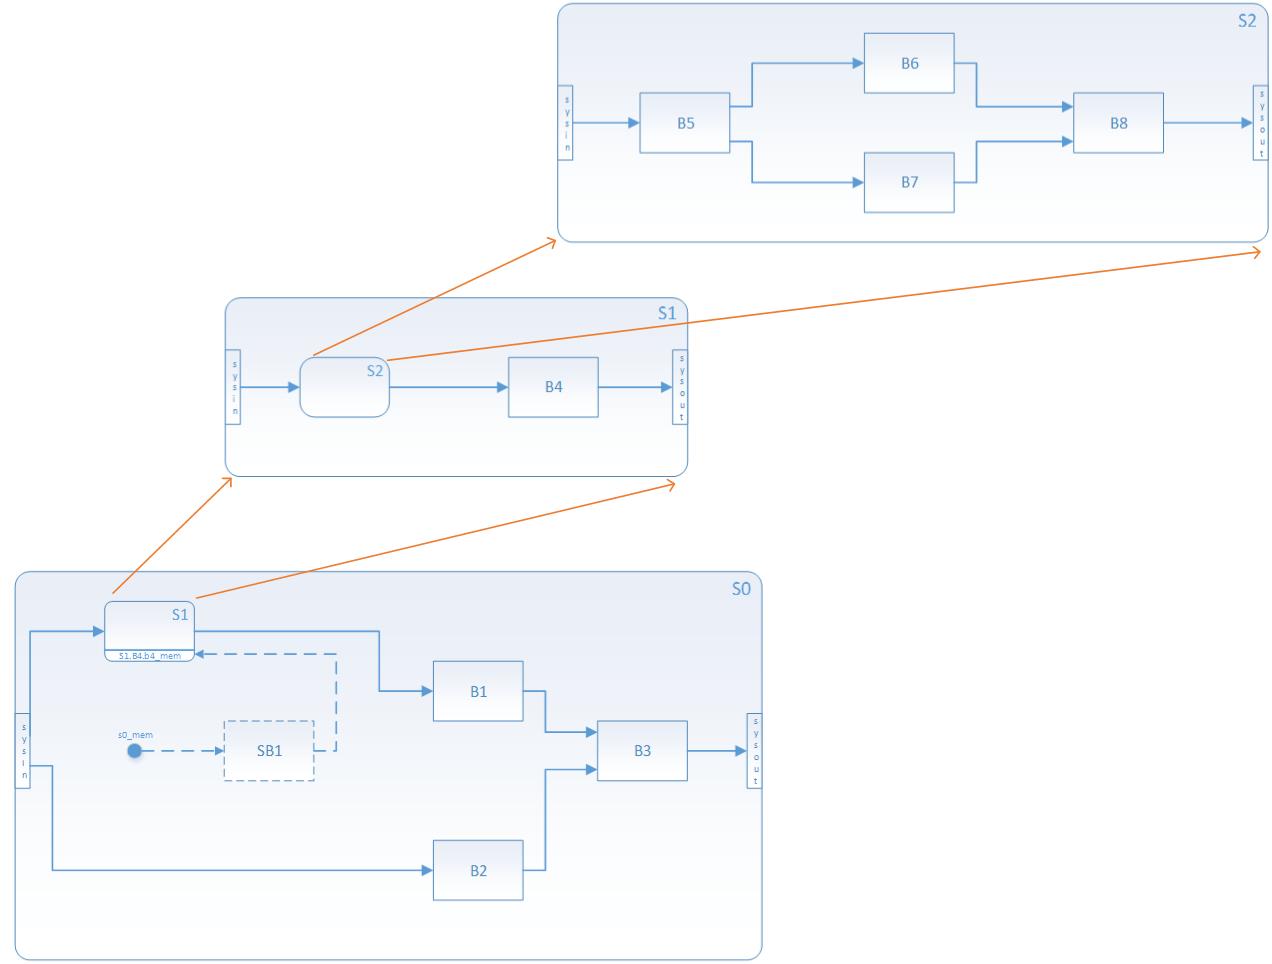 S2
sysin
B5
B6
B7
B8
sysout
S1
sysin
S2
B4
sysout
S0
S1
S1.B4.b4_mem
sysin
s0_mem
SB1
B1
B2
B3
sysout